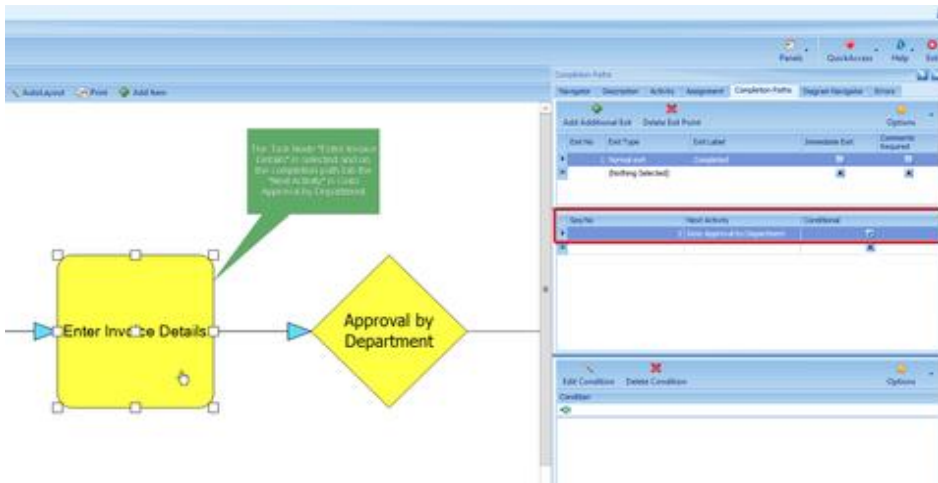 Panels QuickAccess Help Exit
AutoLayout Print Add Item
Completion Paths
Navigator Description Activity Assignment Completion Paths Diagram Navigator Errors
Add Additional Exit Delete Exit Point Options
Exit No Exit Type Exit Label Immediate Exit Comments Required
1 Normal exit Completed
(Nothing Selected)
The Task Node "Enter Invoice
Details" is selected and on
the completion path tab the
"Next Activity" is
Approval by Department
Seq No Next Activity Conditional
Approval by Department
Enter Invoice Details
Approval by
Department
Edit Condition Delete Condition Options
Condition